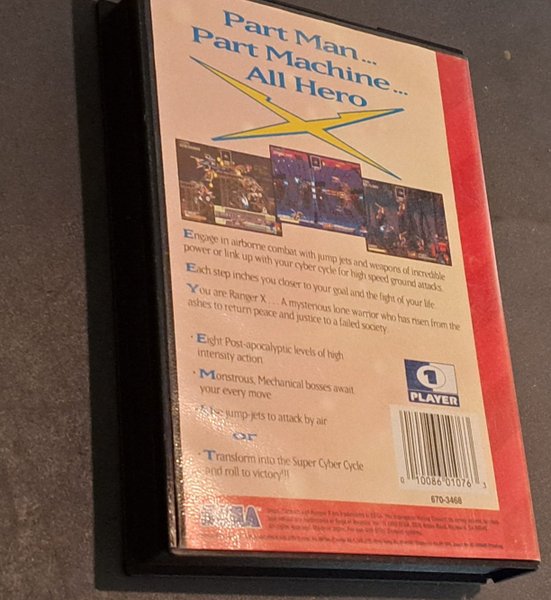 Part Man...
Part Machine...
All Hero
Engage in airborne combat with jump jets and weapons of incredible
power or link up with your cyber cycle for high speed ground attacks.
Each step inches you closer to your goal and the fight of your life
You are Ranger X... A mysterious lone warrior who has risen from the
ashes to return peace and justice to a failed society
· Eight Post-apocalyptic levels of high
intensity action
· Monstrous, Mechanical bosses await
your every move
jump-jets to attack by air
or
· Transform into the Super Cyber Cycle
and roll to victory!!!
1
PLAYER
0 10086 01076 3
670-3468
SEGA